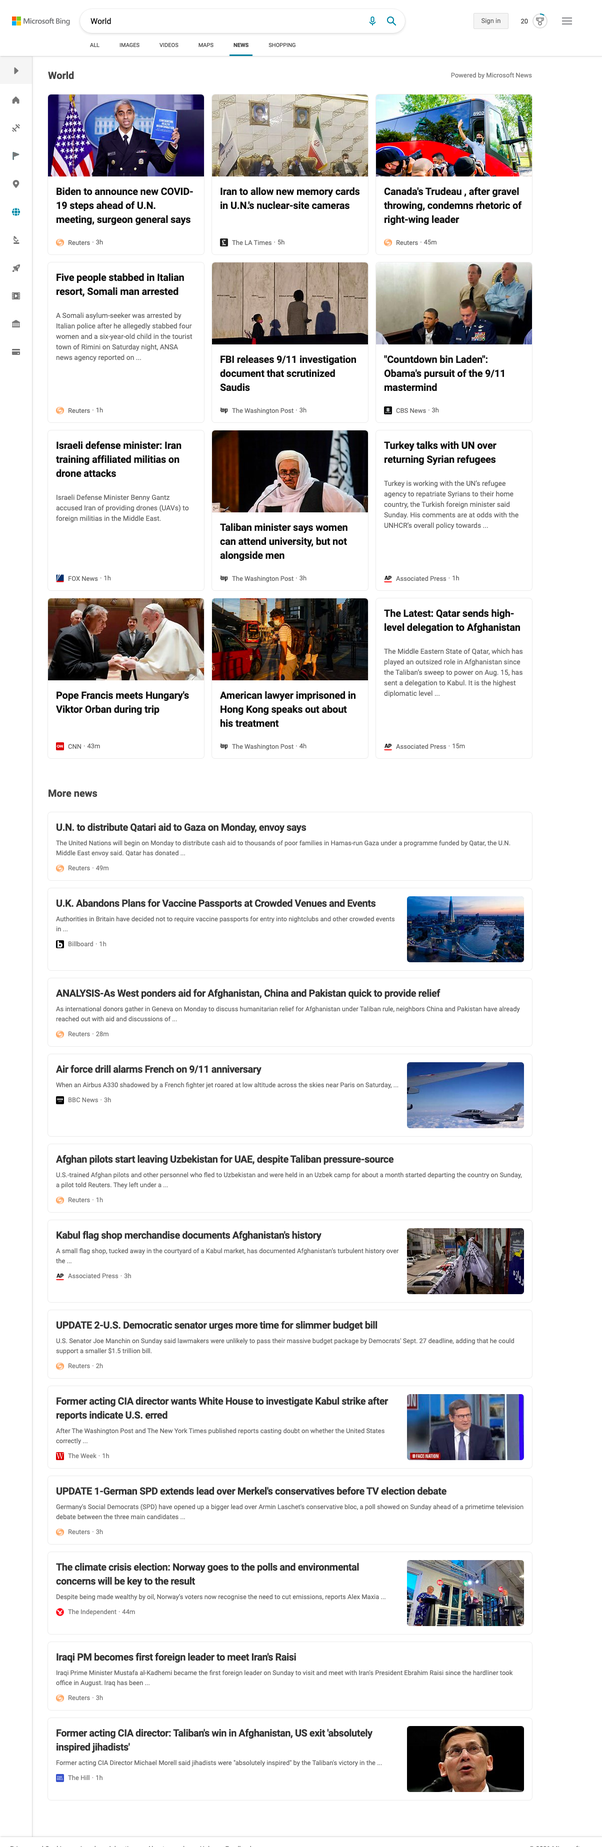 Microsoft Bing
World
Sign in
20
ALL
IMAGES
VIDEOS
MAPS
NEWS
SHOPPING
World
Powered by Microsoft News
Biden to announce new COVID-
19 steps ahead of U.N.
meeting, surgeon general says
Reuters · 3h
Iran to allow new memory cards
in U.N.'s nuclear-site cameras
The LA Times · 5h
Canada's Trudeau , after gravel
throwing, condemns rhetoric of
right-wing leader
Reuters · 45m
Five people stabbed in Italian
resort, Somali man arrested
A Somali asylum-seeker was arrested by
Italian police after he allegedly stabbed four
women and a six-year-old child in the tourist
town of Rimini on Saturday night, ANSA
news agency reported on ...
Reuters · 1h
FBI releases 9/11 investigation
document that scrutinized
Saudis
wp The Washington Post · 3h
"Countdown bin Laden":
Obama's pursuit of the 9/11
mastermind
CBS News · 3h
Israeli defense minister: Iran
training affiliated militias on
drone attacks
Israeli Defense Minister Benny Gantz
accused Iran of providing drones (UAVs) to
foreign militias in the Middle East.
FOX News · 1h
Taliban minister says women
can attend university, but not
alongside men
wp The Washington Post · 3h
Turkey talks with UN over
returning Syrian refugees
Turkey is working with the UN's refugee
agency to repatriate Syrians to their home
country, the Turkish foreign minister said
Sunday. His comments are at odds with the
UNHCR's overall policy towards ...
AP Associated Press · 1h
Pope Francis meets Hungary's
Viktor Orban during trip
CNN · 43m
American lawyer imprisoned in
Hong Kong speaks out about
his treatment
wp The Washington Post · 4h
The Latest: Qatar sends high-
level delegation to Afghanistan
The Middle Eastern State of Qatar, which has
played an outsized role in Afghanistan since
the Taliban's sweep to power on Aug. 15, has
sent a delegation to Kabul. It is the highest
diplomatic level ...
AP Associated Press · 15m
More news
U.N. to distribute Qatari aid to Gaza on Monday, envoy says
The United Nations will begin on Monday to distribute cash aid to thousands of poor families in Hamas-run Gaza under a programme funded by Qatar, the U.N.
Middle East envoy said. Qatar has donated ...
Reuters · 49m
U.K. Abandons Plans for Vaccine Passports at Crowded Venues and Events
Authorities in Britain have decided not to require vaccine passports for entry into nightclubs and other crowded events
in ...
Billboard · 1h
ANALYSIS-As West ponders aid for Afghanistan, China and Pakistan quick to provide relief
As international donors gather in Geneva on Monday to discuss humanitarian relief for Afghanistan under Taliban rule, neighbors China and Pakistan have already
reached out with aid and discussions of ...
Reuters · 28m
Air force drill alarms French on 9/11 anniversary
When an Airbus A330 shadowed by a French fighter jet roared at low altitude across the skies near Paris on Saturday, ...
BBC News · 3h
Afghan pilots start leaving Uzbekistan for UAE, despite Taliban pressure-source
U.S.-trained Afghan pilots and other personnel who fled to Uzbekistan and were held in an Uzbek camp for about a month started departing the country on Sunday,
a pilot told Reuters. They left under a ...
Reuters · 1h
Kabul flag shop merchandise documents Afghanistan's history
A small flag shop, tucked away in the courtyard of a Kabul market, has documented Afghanistan's turbulent history over
the ...
AP Associated Press · 3h
UPDATE 2-U.S. Democratic senator urges more time for slimmer budget bill
U.S. Senator Joe Manchin on Sunday said lawmakers were unlikely to pass their massive budget package by Democrats' Sept. 27 deadline, adding that he could
support a smaller $1.5 trillion bill.
Reuters · 2h
Former acting CIA director wants White House to investigate Kabul strike after
reports indicate U.S. erred
After The Washington Post and The New York Times published reports casting doubt on whether the United States
correctly ...
The Week · 1h
FACE NATION
UPDATE 1-German SPD extends lead over Merkel's conservatives before TV election debate
Germany's Social Democrats (SPD) have opened up a bigger lead over Armin Laschet's conservative bloc, a poll showed on Sunday ahead of a primetime television
debate between the three main candidates ...
Reuters · 3h
The climate crisis election: Norway goes to the polls and environmental
concerns will be key to the result
Despite being made wealthy by oil, Norway's voters now recognise the need to cut emissions, reports Alex Maxia ...
The Independent · 44m
Iraqi PM becomes first foreign leader to meet Iran's Raisi
Iraqi Prime Minister Mustafa al-Kadhemi became the first foreign leader on Sunday to visit and meet with Iran's President Ebrahim Raisi since the hardliner took
office in August. Iraq has been ...
Reuters · 3h
Former acting CIA director: Taliban's win in Afghanistan, US exit 'absolutely
inspired jihadists'
Former acting CIA Director Michael Morell said jihadists were "absolutely inspired" by the Taliban's victory in the ...
The Hill · 1h